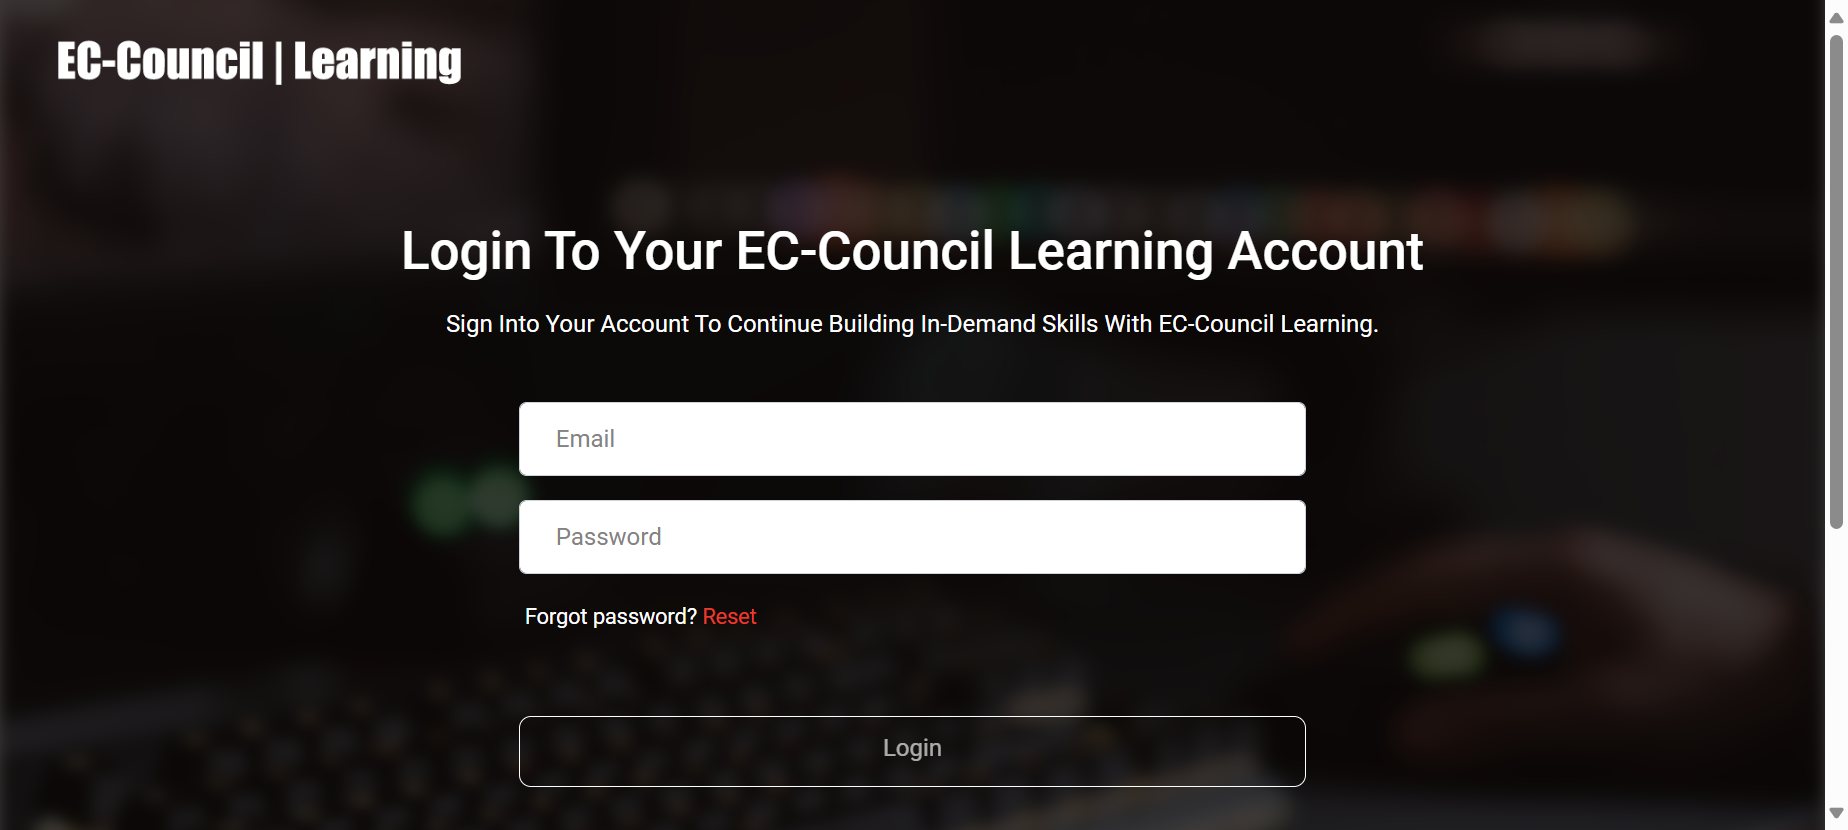 EC-Council | Learning
Login To Your EC-Council Learning Account
Sign Into Your Account To Continue Building In-Demand Skills With EC-Council Learning.
Email
Password
Forgot password? Reset
Login